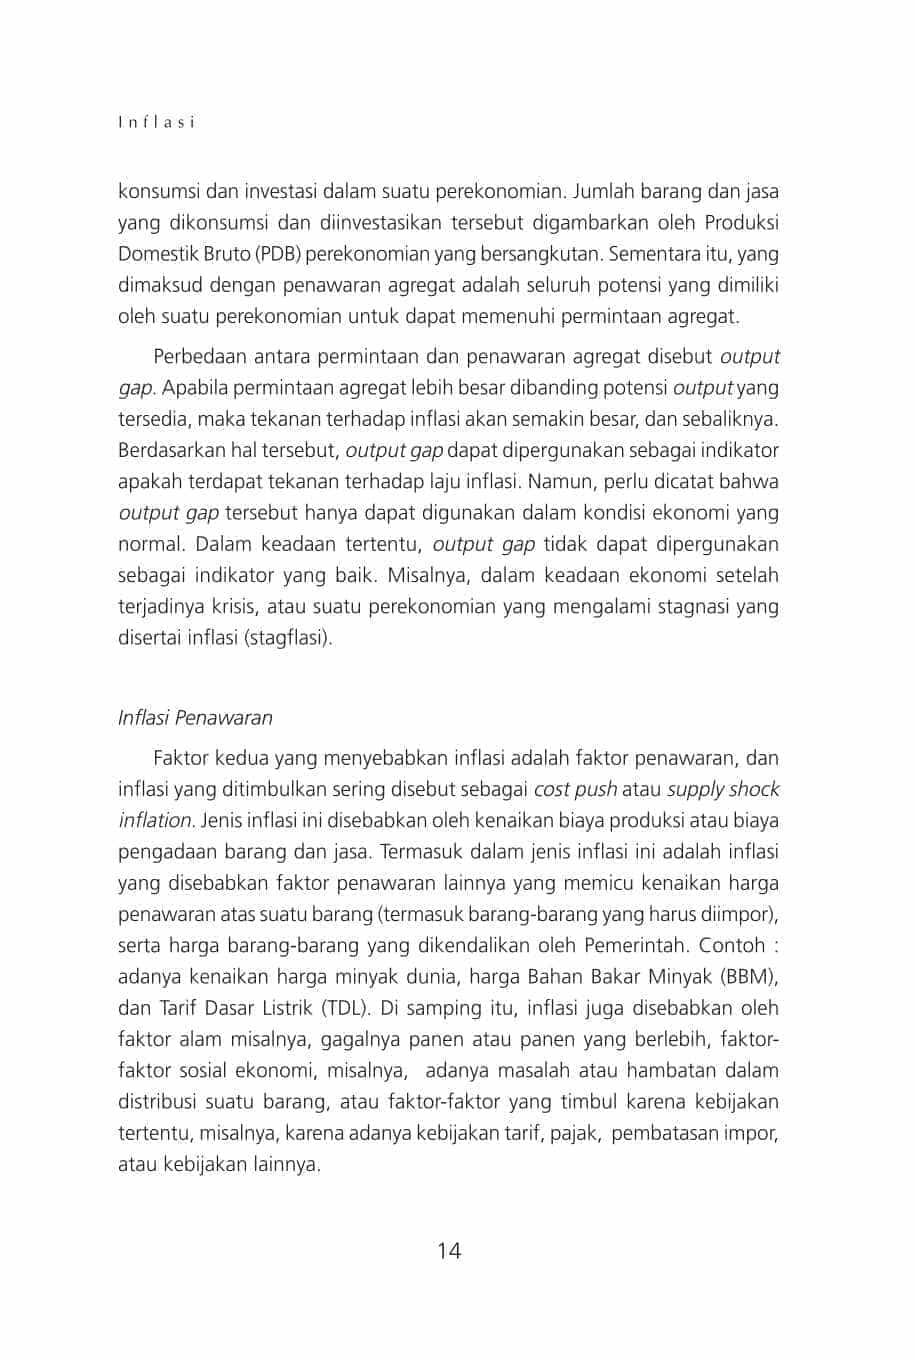 Inflasi
konsumsi dan investasi dalam suatu perekonomian. Jumlah barang dan jasa
yang dikonsumsi dan diinvestasikan tersebut digambarkan oleh Produksi
Domestik Bruto (PDB) perekonomian yang bersangkutan. Sementara itu, yang
dimaksud dengan penawaran agregat adalah seluruh potensi yang dimiliki
oleh suatu perekonomian untuk dapat memenuhi permintaan agregat.
Perbedaan antara permintaan dan penawaran agregat disebut output
gap. Apabila permintaan agregat lebih besar dibanding potensi output yang
tersedia, maka tekanan terhadap inflasi akan semakin besar, dan sebaliknya.
Berdasarkan hal tersebut, output gap dapat dipergunakan sebagai indikator
apakah terdapat tekanan terhadap laju inflasi. Namun, perlu dicatat bahwa
output gap tersebut hanya dapat digunakan dalam kondisi ekonomi yang
normal. Dalam keadaan tertentu, output gap tidak dapat dipergunakan
sebagai indikator yang baik. Misalnya, dalam keadaan ekonomi setelah
terjadinya krisis, atau suatu perekonomian yang mengalami stagnasi yang
disertai inflasi (stagflasi).
Inflasi Penawaran
Faktor kedua yang menyebabkan inflasi adalah faktor penawaran, dan
inflasi yang ditimbulkan sering disebut sebagai cost push atau supply shock
inflation. Jenis inflasi ini disebabkan oleh kenaikan biaya produksi atau biaya
pengadaan barang dan jasa. Termasuk dalam jenis inflasi ini adalah inflasi
yang disebabkan faktor penawaran lainnya yang memicu kenaikan harga
penawaran atas suatu barang (termasuk barang-barang yang harus diimpor),
serta harga barang-barang yang dikendalikan oleh Pemerintah. Contoh :
adanya kenaikan harga minyak dunia, harga Bahan Bakar Minyak (BBM),
dan Tarif Dasar Listrik (TDL). Di samping itu, inflasi juga disebabkan oleh
faktor alam misalnya, gagalnya panen atau panen yang berlebih, faktor-
faktor sosial ekonomi, misalnya, adanya masalah atau hambatan dalam
distribusi suatu barang, atau faktor-faktor yang timbul karena kebijakan
tertentu, misalnya, karena adanya kebijakan tarif, pajak, pembatasan impor,
atau kebijakan lainnya.
14